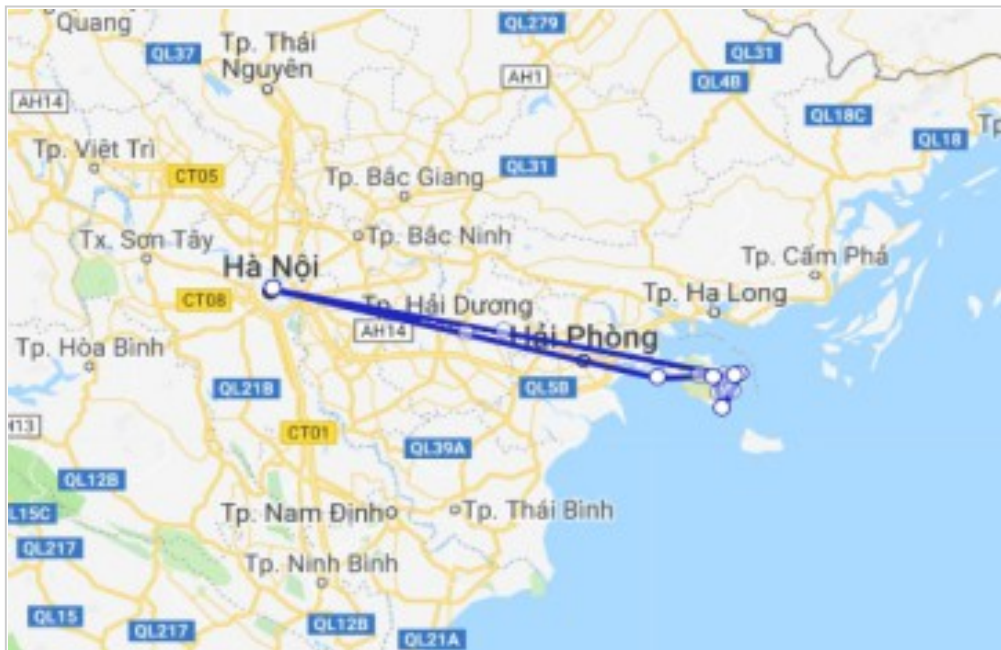 Quang
QL37
Tp. Thái
Nguyên
QL279
AH1
QL31
QL4B
AH14
QL18C
QL18
Tp. Việt Trì
CT05
QL31
Tp. Bắc Giang
Tx. Sơn Tây
Tp. Bắc Ninh
Hà Nội
CT08
Tp. Cẩm Phả
Tp. Hạ Long
Tp. Hải Dương
AH14
Hải Phòng
Tp. Hòa Bình
QL21B
QL5B
H13
CT01
QL39A
QL12B
QL15C
Tp. Nam Định
Tp. Thái Bình
QL217
Tp. Ninh Bình
QL15
QL217
QL12B
QL21A